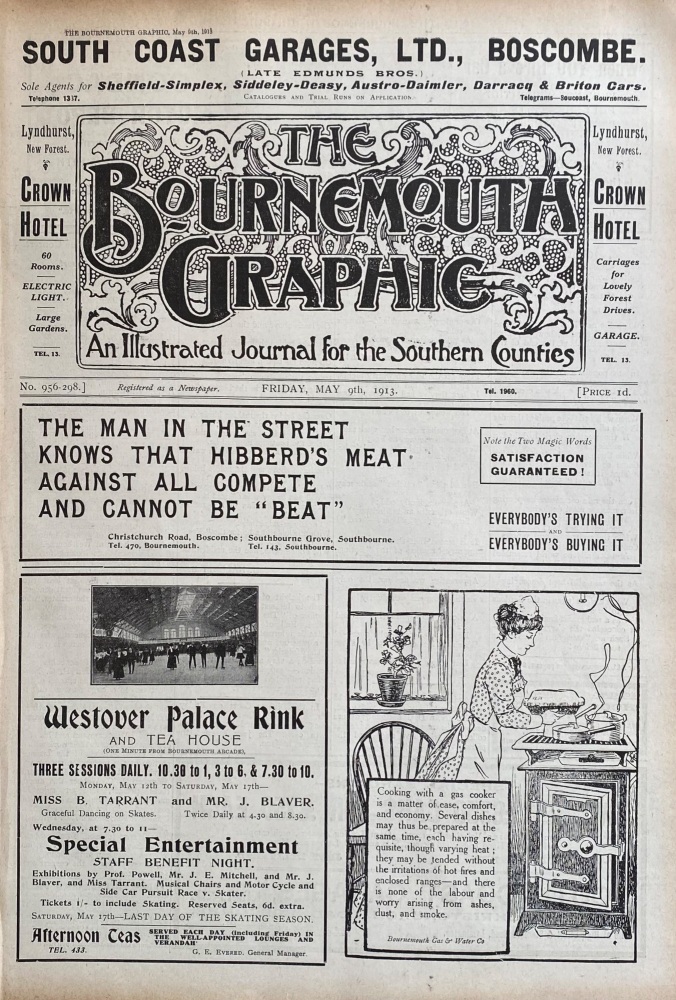 THE BOURNEMOUTH GRAPHIC, May 9th, 1913
SOUTH COAST GARAGES, LTD., BOSCOMBE.
(LATE EDMUNDS BROS.)
Sole Agents for Sheffield-Simplex, Siddeley-Deasy, Austro-Daimler, Darracq & Briton Cars.
Telephone 1317. CATALOGUES AND TRIAL RUNS ON APPLICATION. Telegrams—Soucoast, Bournemouth.
Lyndhurst,
New Forest.
CROWN
HOTEL
60
Rooms.
ELECTRIC
LIGHT.
Large
Gardens.
TEL. 13.
THE
BOURNEMOUTH
GRAPHIC
An Illustrated Journal for the Southern Counties
Lyndhurst,
New Forest.
CROWN
HOTEL
Carriages
for
Lovely
Forest
Drives.
GARAGE.
TEL. 13.
No. 956-298.] Registered as a Newspaper. FRIDAY, MAY 9th, 1913. Tel. 1960. [PRICE 1d.
THE MAN IN THE STREET
KNOWS THAT HIBBERD'S MEAT
AGAINST ALL COMPETE
AND CANNOT BE "BEAT"
Christchurch Road, Boscombe; Southbourne Grove, Southbourne.
Tel. 470, Bournemouth. Tel. 143, Southbourne.
Note the Two Magic Words
SATISFACTION
GUARANTEED!
EVERYBODY'S TRYING IT
AND
EVERYBODY'S BUYING IT
Westover Palace Rink
AND TEA HOUSE
(ONE MINUTE FROM BOURNEMOUTH ARCADE),
THREE SESSIONS DAILY. 10.30 to 1, 3 to 6. & 7.30 to 10.
MONDAY, MAY 12TH TO SATURDAY, MAY 17TH—
MISS B. TARRANT and MR. J. BLAVER.
Graceful Dancing on Skates. Twice Daily at 4.30 and 8.30.
Wednesday, at 7.30 to 11—
Special Entertainment
STAFF BENEFIT NIGHT.
Exhibitions by Prof. Powell, Mr. J. E. Mitchell, and Mr. J.
Blaver, and Miss Tarrant. Musical Chairs and Motor Cycle and
Side Car Pursuit Race v. Skater.
Tickets 1/- to include Skating. Reserved Seats, 6d. extra.
SATURDAY, MAY 17th—LAST DAY OF THE SKATING SEASON.
Afternoon Teas SERVED EACH DAY (including Friday) IN
THE WELL-APPOINTED LOUNGES AND
VERANDAH
TEL. 433. G. E. EVERED. General Manager.
Cooking with a gas cooker
is a matter of ease, comfort,
and economy. Several dishes
may thus be prepared at the
same time, each having re-
quisite, though varying heat;
they may be tended without
the irritations of hot fires and
enclosed ranges—and there
is none of the labour and
worry arising from ashes,
dust, and smoke.
Bournemouth Gas & Water Co